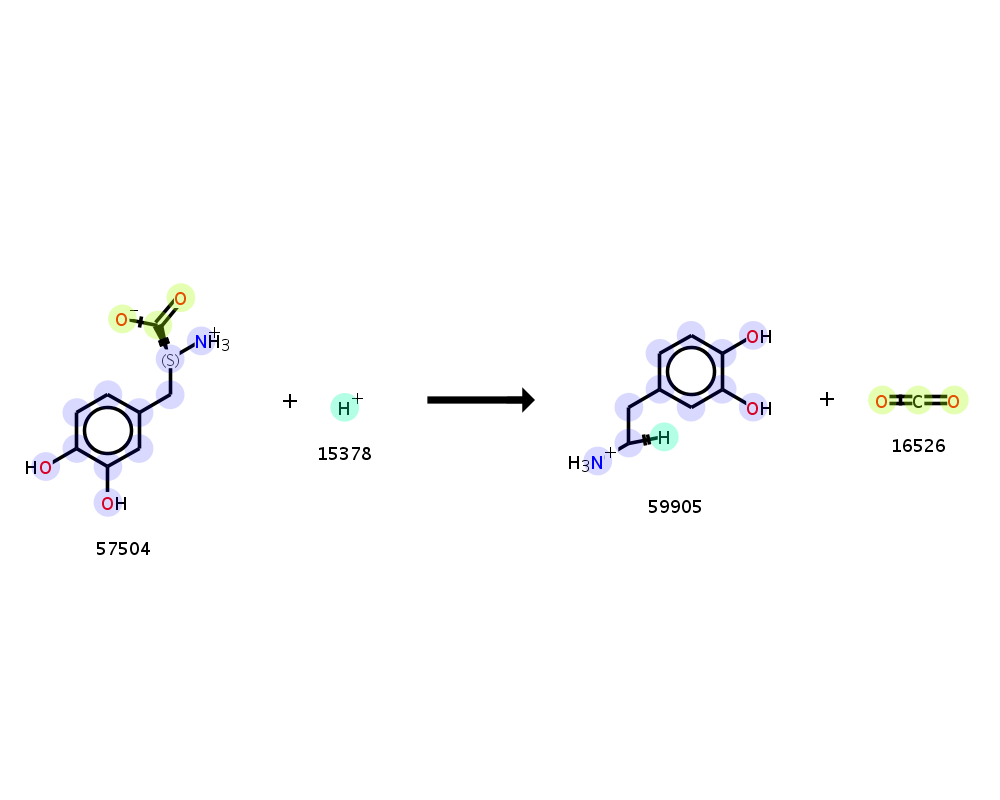 O
O⁻
NH3⁺
(S)
+
H⁺
HO
OH
57504
15378
OH
OH
H
H3N⁺
59905
+
O C O
16526